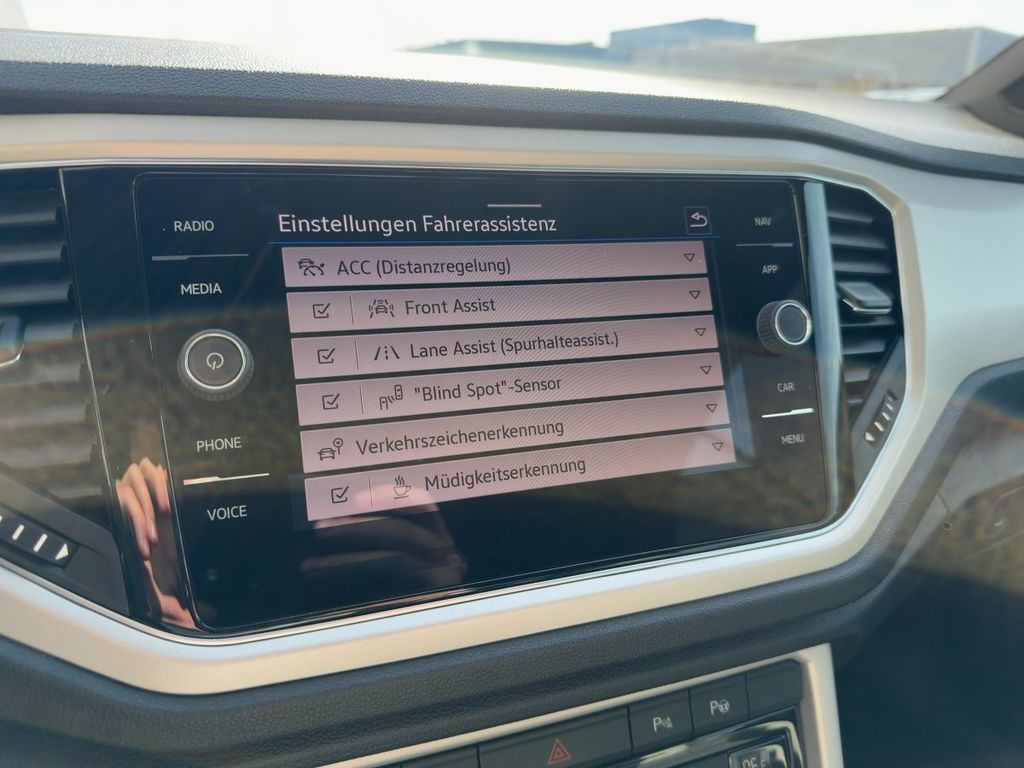 RADIO
MEDIA
PHONE
VOICE
Einstellungen Fahrerassistenz
ACC (Distanzregelung)
Front Assist
Lane Assist (Spurhalteassist.)
"Blind Spot"-Sensor
Verkehrszeichenerkennung
Müdigkeitserkennung
NAV
APP
CAR
MENU
P
P